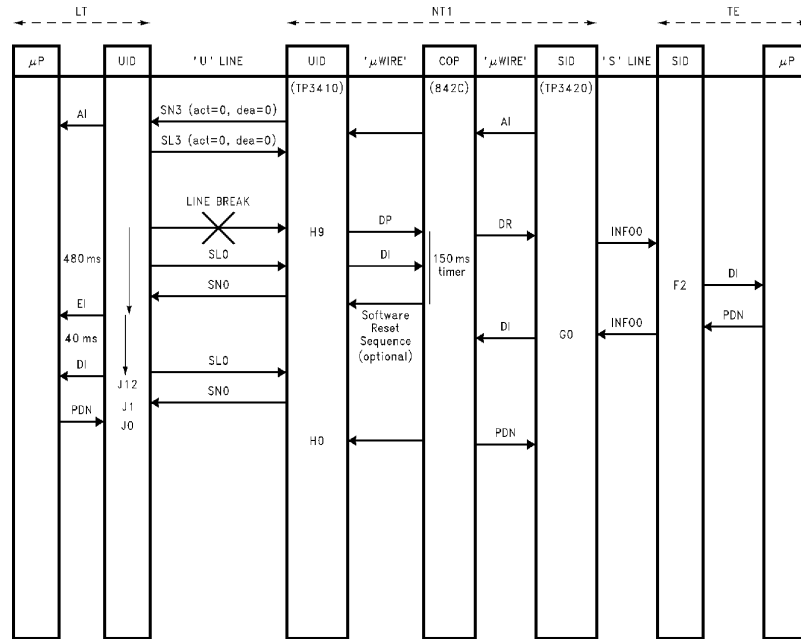 LT NT1 TE
μP UID 'U' LINE UID 'μWIRE' COP 'μWIRE' SID 'S' LINE SID μP
(TP3410) (842C) (TP3420)
SN3 (act=0, dea=0)
AI AI
SL3 (act=0, dea=0)
LINE BREAK
H9 DP DR INFO0
480 ms SL0 DI 150 ms
timer
SN0 F2 DI
EI Software
Reset
Sequence
(optional)
PDN
40 ms DI G0 INFO0
DI SL0
J12
SN0
PDN J1
J0
H0 PDN